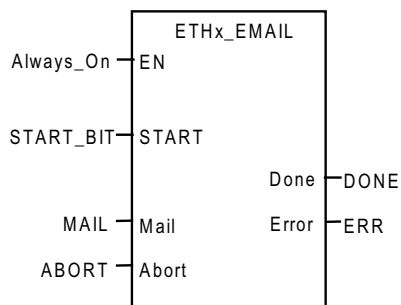 ETHx_EMAIL
Always_On EN
START_BIT START
Done DONE
MAIL Mail Error ERR
ABORT Abort